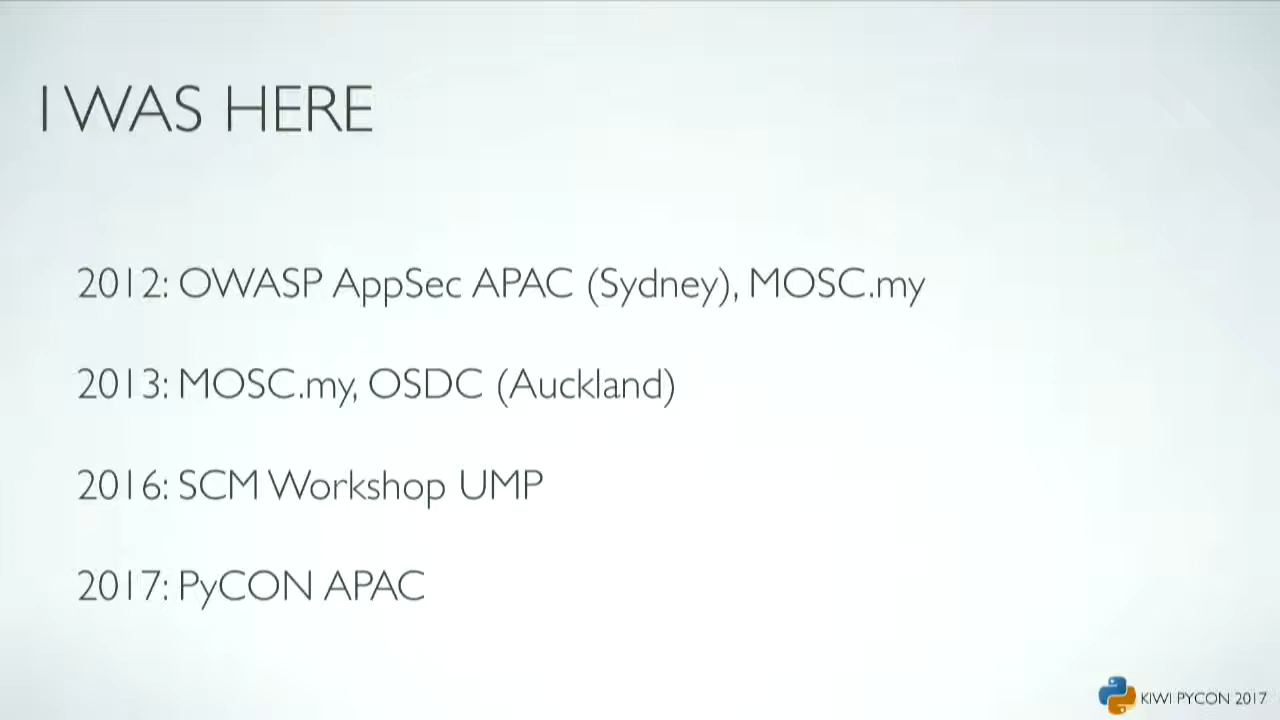 I WAS HERE
2012: OWASP AppSec APAC (Sydney), MOSC.my
2013: MOSC.my, OSDC (Auckland)
2016: SCM Workshop UMP
2017: PyCON APAC
KIWI PYCON 2017